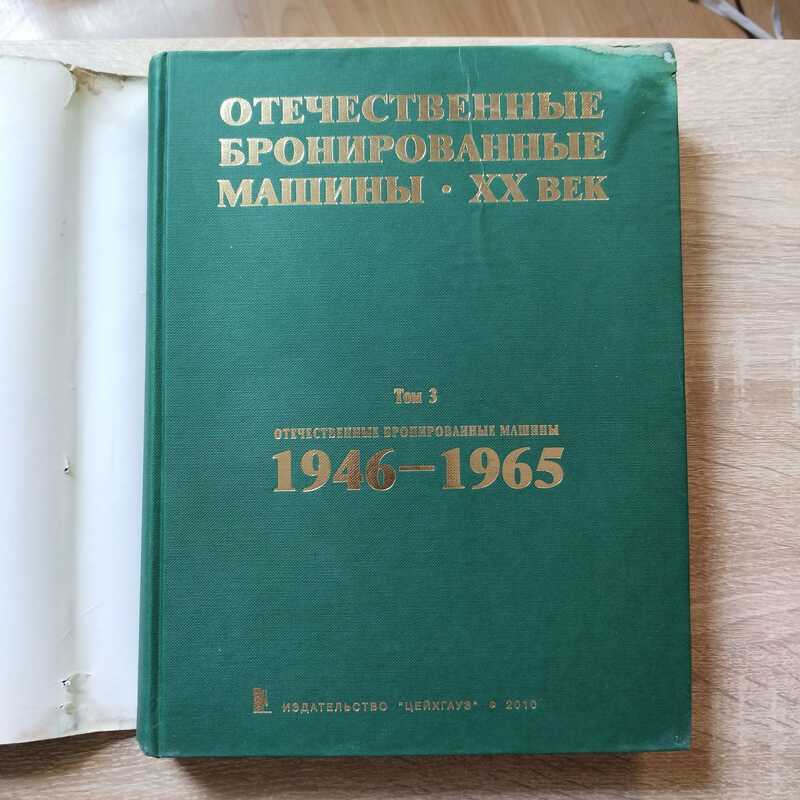 ОТЕЧЕСТВЕННЫЕ
БРОНИРОВАННЫЕ
МАШИНЫ · XX ВЕК
Том 3
ОТЕЧЕСТВЕННЫЕ БРОНИРОВАННЫЕ МАШИНЫ
1946—1965
ИЗДАТЕЛЬСТВО "ЦЕЙХГАУЗ" © 2010